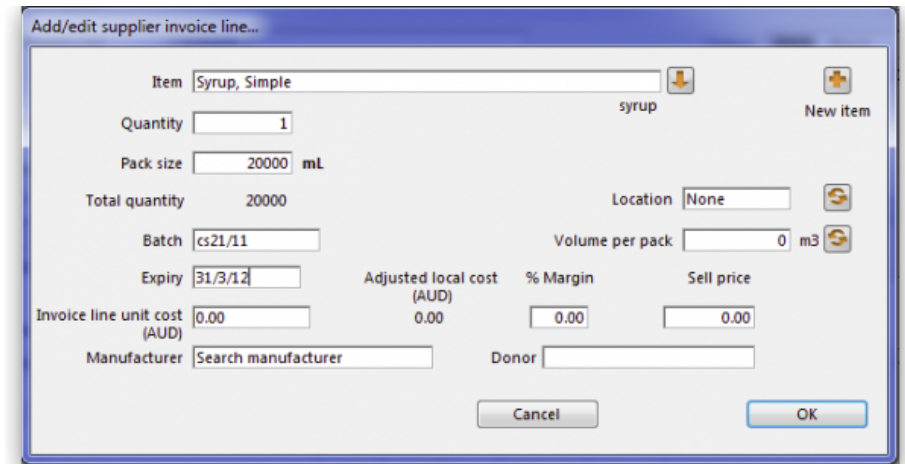 Add/edit supplier invoice line...
Item Syrup, Simple
syrup
New item
Quantity 1
Pack size 20000 mL
Total quantity 20000
Location None
Batch cs21/11
Volume per pack 0 m3
Expiry 31/3/12
Adjusted local cost (AUD)
% Margin
Sell price
Invoice line unit cost (AUD) 0.00
0.00
0.00
0.00
Manufacturer Search manufacturer
Donor
Cancel
OK